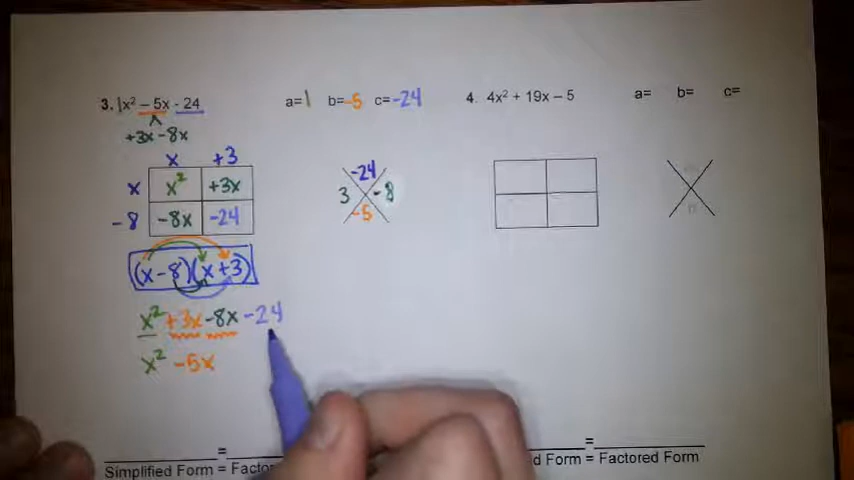 3. 1x² - 5x - 24
a=1 b=-5 c=-24
+3x -8x
x +3
x x² +3x
-8 -8x -24
-24
3 -8
-5
(x-8)(x+3)
x² +3x -8x -24
x² -5x
=
Simplified Form = Factor
4. 4x² + 19x – 5 a= b= c=
=
d Form = Factored Form